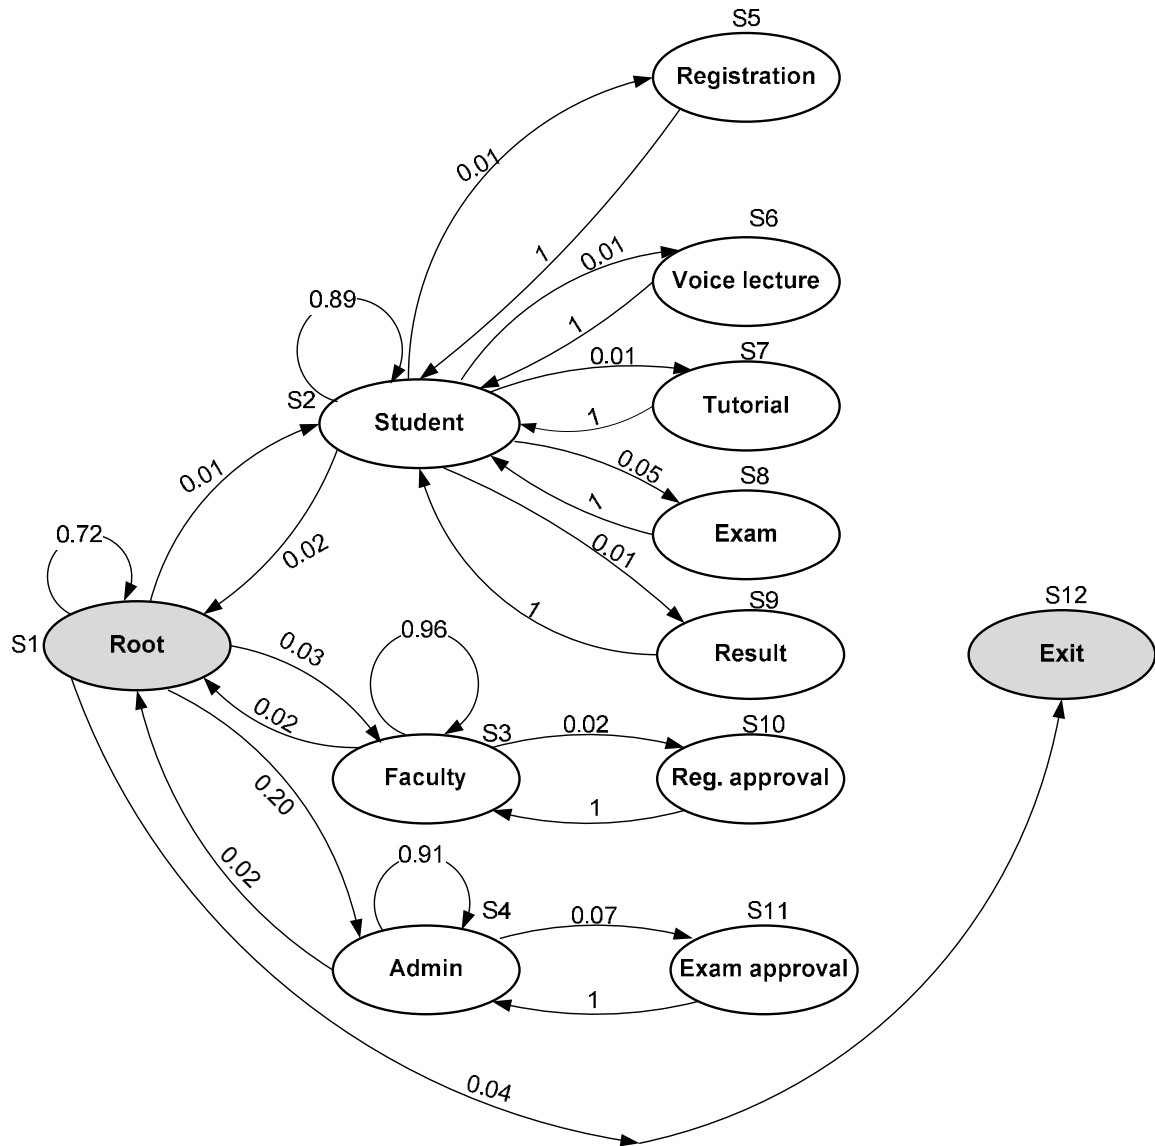 S5
Registration
0.01
1
S6
0.01
Voice lecture
1
0.89
S7
0.01
Tutorial
1
S2
Student
0.05
S8
1
Exam
0.01
0.01
0.02
0.72
S9
1
Result
S12
Exit
S1
Root
0.03
0.96
0.02
S3
0.02
S10
Faculty
Reg. approval
0.20
1
0.02
0.91
S4
0.07
S11
Admin
Exam approval
1
0.04